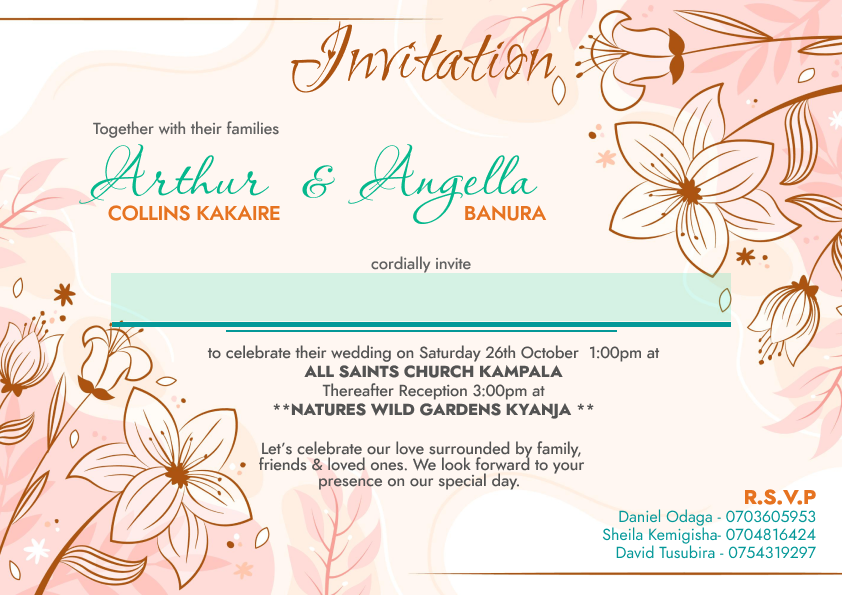 Invitation
Together with their families
Arthur & Angella
COLLINS KAKAIRE BANURA
cordially invite
to celebrate their wedding on Saturday 26th October 1:00pm at
ALL SAINTS CHURCH KAMPALA
Thereafter Reception 3:00pm at
**NATURES WILD GARDENS KYANJA **
Let's celebrate our love surrounded by family,
friends & loved ones. We look forward to your
presence on our special day.
R.S.V.P
Daniel Odaga - 0703605953
Sheila Kemigisha- 0704816424
David Tusubira - 0754319297